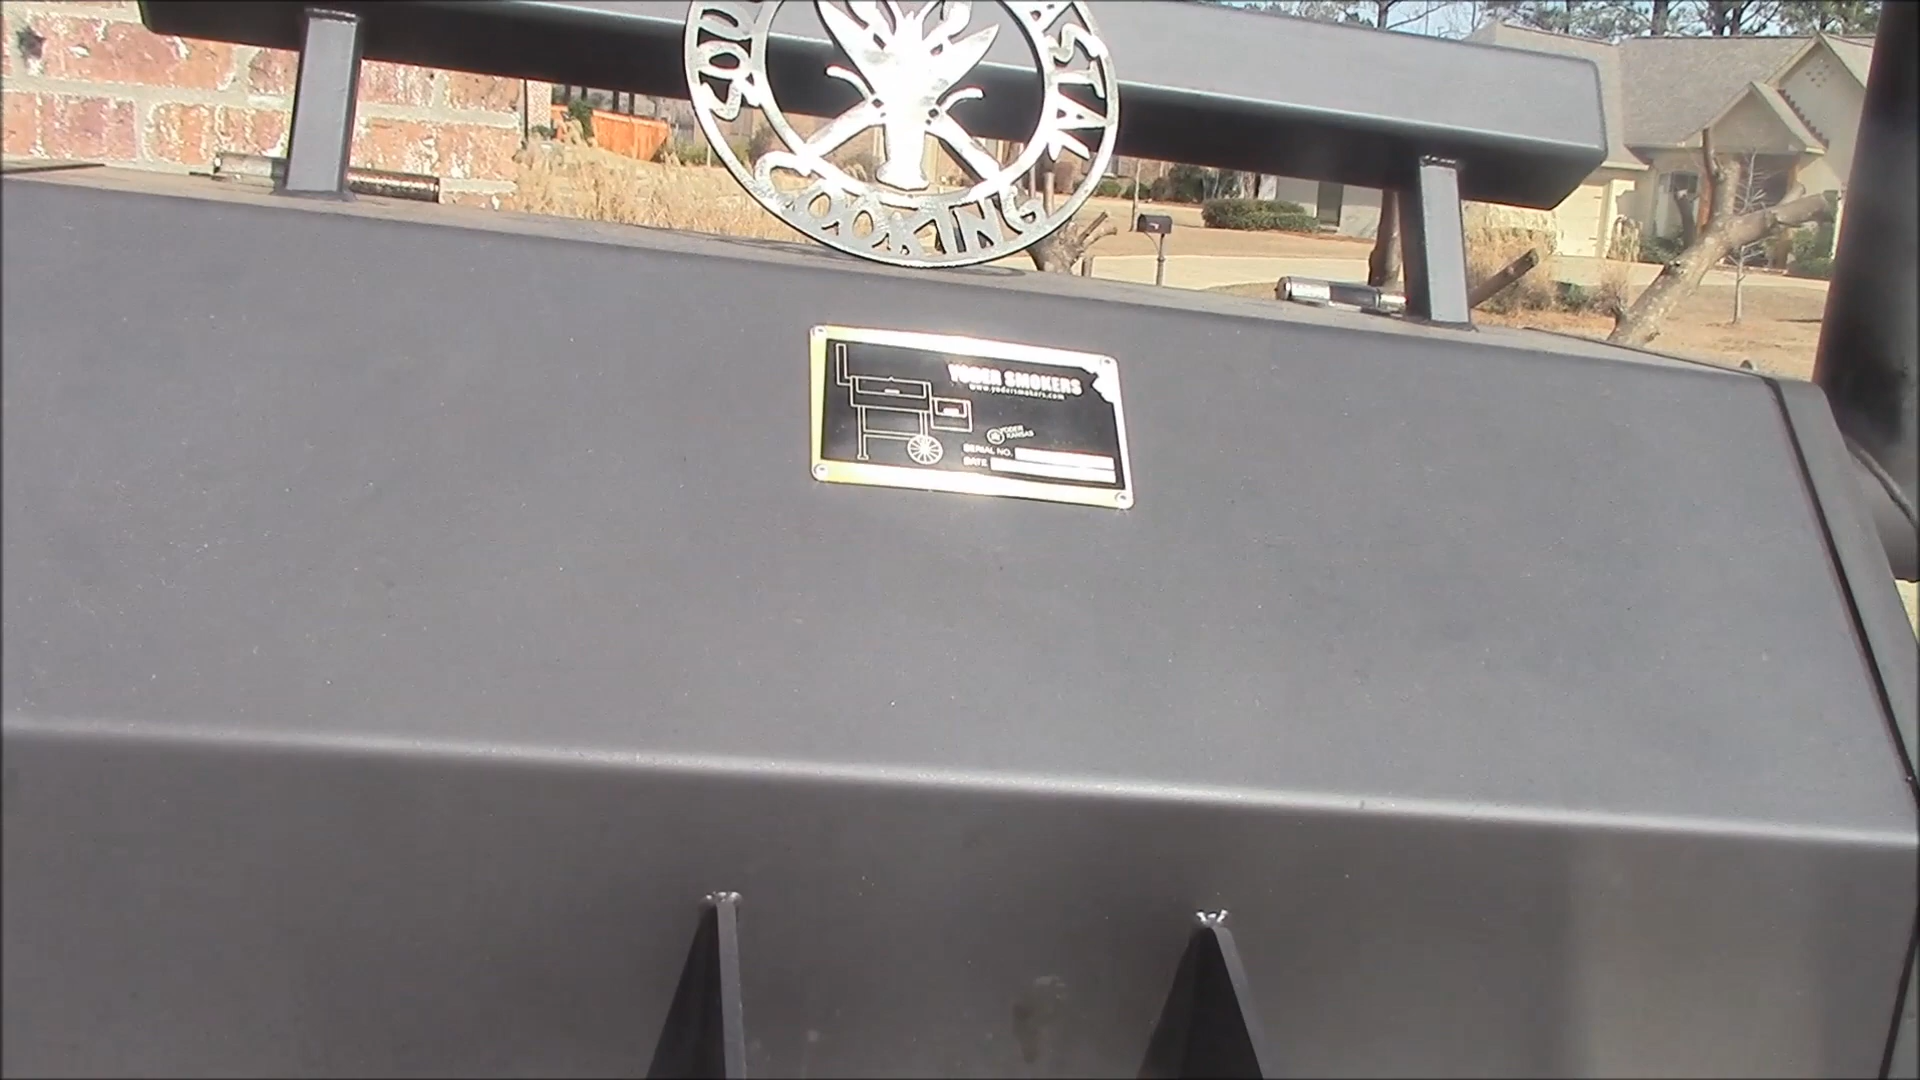 COOKING
YODER SMOKERS
www.yodersmokers.com
YODER
KANSAS
SERIAL NO.
DATE